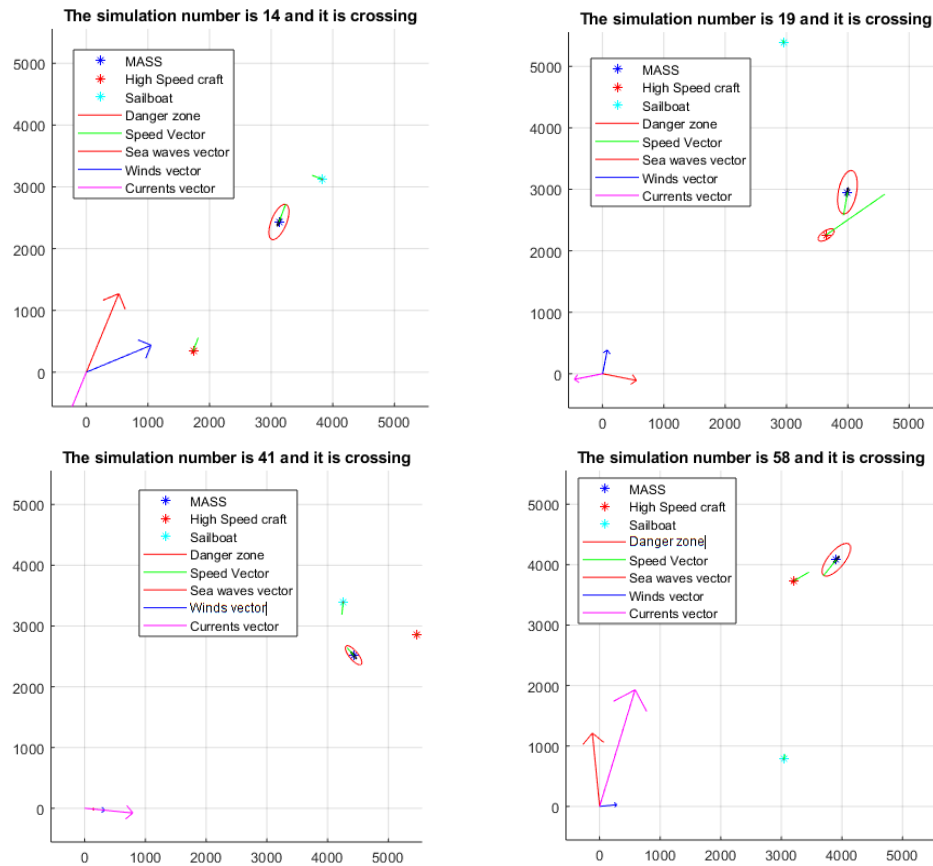 The simulation number is 14 and it is crossing
5000
4000
3000
2000
1000
0
MASS
High Speed craft
Sailboat
Danger zone
Speed Vector
Sea waves vector
Winds vector
Currents vector
0 1000 2000 3000 4000 5000
The simulation number is 19 and it is crossing
5000
4000
3000
2000
1000
0
MASS
High Speed craft
Sailboat
Danger zone
Speed Vector
Sea waves vector
Winds vector
Currents vector
0 1000 2000 3000 4000 5000
The simulation number is 41 and it is crossing
5000
4000
3000
2000
1000
0
MASS
High Speed craft
Sailboat
Danger zone
Speed Vector
Sea waves vector
Winds vector
Currents vector
0 1000 2000 3000 4000 5000
The simulation number is 58 and it is crossing
5000
4000
3000
2000
1000
0
MASS
High Speed craft
Sailboat
Danger zone
Speed Vector
Sea waves vector
Winds vector
Currents vector
0 1000 2000 3000 4000 5000